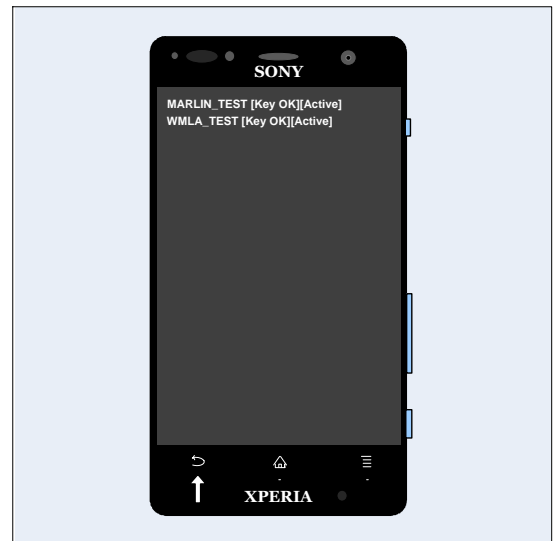 SONY
MARLIN_TEST [Key OK][Active]
WMLA_TEST [Key OK][Active]
XPERIA